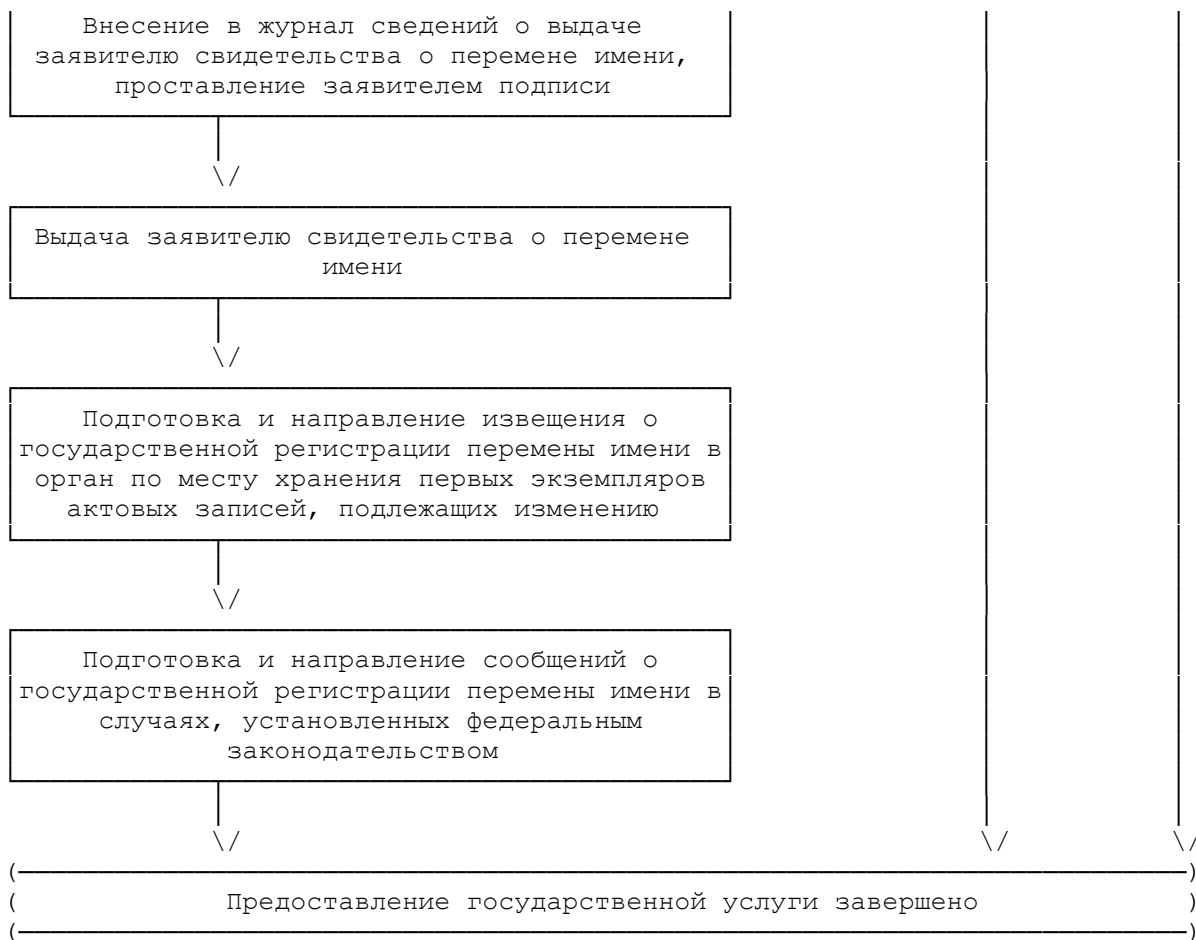 Внесение в журнал сведений о выдаче
заявителю свидетельства о перемене имени,
проставление заявителем подписи
Выдача заявителю свидетельства о перемене
имени
Подготовка и направление извещения о
государственной регистрации перемены имени в
орган по месту хранения первых экземпляров
актовых записей, подлежащих изменению
Подготовка и направление сообщений о
государственной регистрации перемены имени в
случаях, установленных федеральным
законодательством
Предоставление государственной услуги завершено